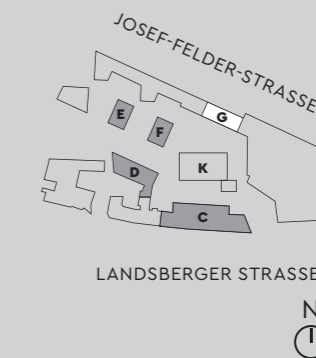 JOSEF-FELDER-STRASSE
G
E
F
K
D
C
LANDSBERGER STRASSE
N